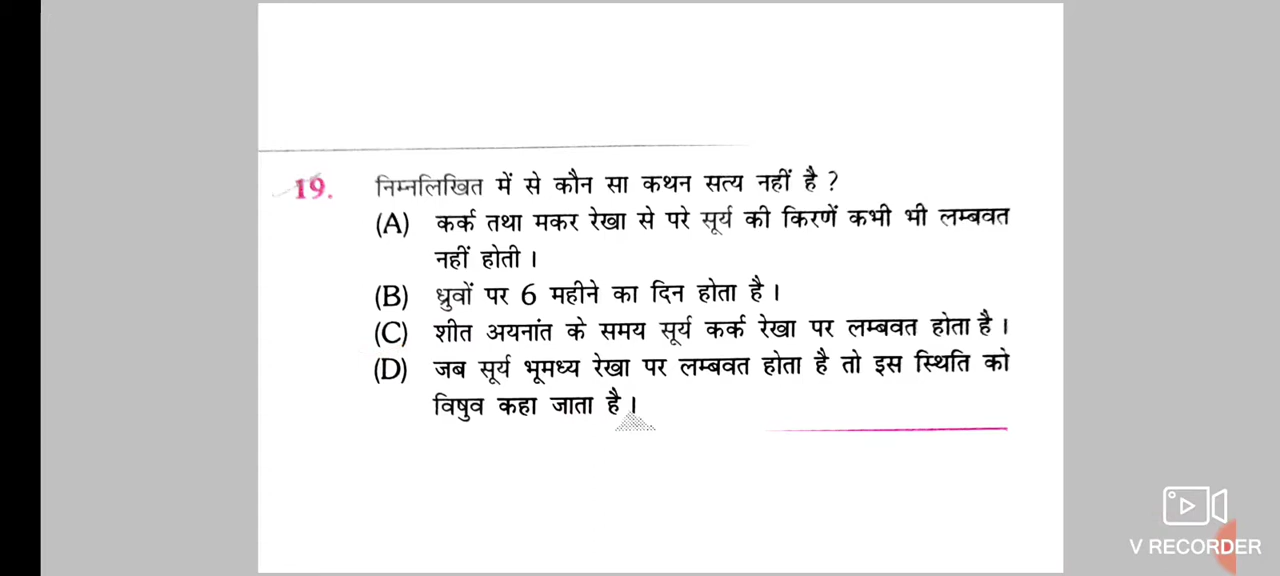 19. निम्नलिखित में से कौन सा कथन सत्य नहीं है ?
(A) कर्क तथा मकर रेखा से परे सूर्य की किरणें कभी भी लम्बवत
नहीं होती ।
(B) ध्रुवों पर 6 महीने का दिन होता है ।
(C) शीत अयनांत के समय सूर्य कर्क रेखा पर लम्बवत होता है ।
(D) जब सूर्य भूमध्य रेखा पर लम्बवत होता है तो इस स्थिति को
विषुव कहा जाता है ।
V RECORDER